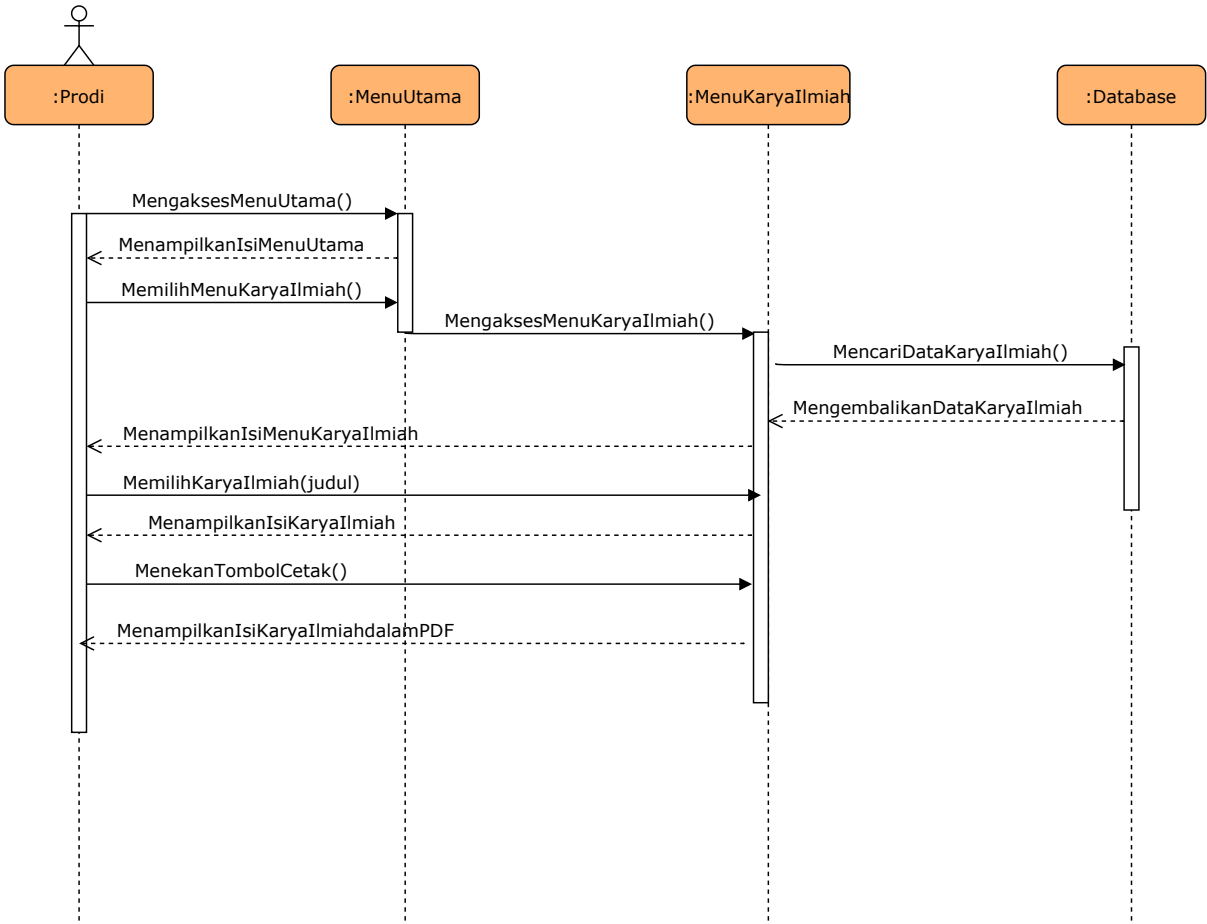 :Prodi
:MenuUtama
:MenuKaryaIlmiah
:Database
MengaksesMenuUtama()
MenampilkanIsiMenuUtama
MemilihMenuKaryaIlmiah()
MengaksesMenuKaryaIlmiah()
MencariDataKaryaIlmiah()
MengembalikanDataKaryaIlmiah
MenampilkanIsiMenuKaryaIlmiah
MemilihKaryaIlmiah(judul)
MenampilkanIsiKaryaIlmiah
MenekanTombolCetak()
MenampilkanIsiKaryaIlmiahdalamPDF